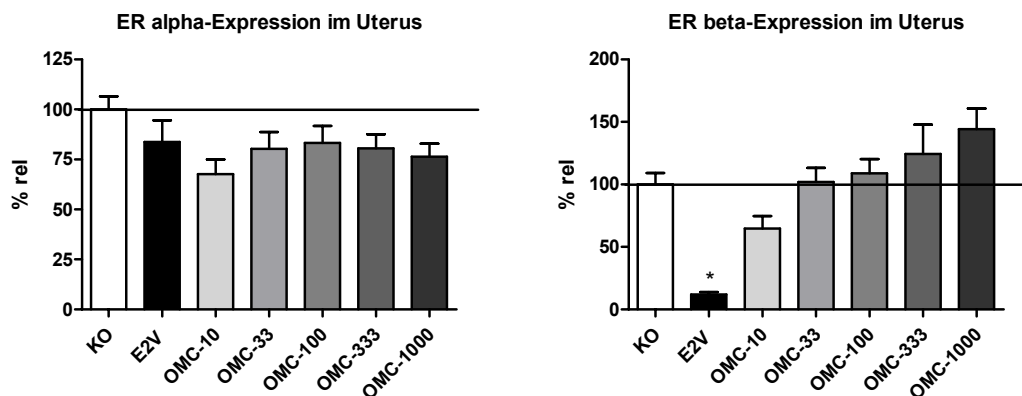 ER alpha-Expression im Uterus
125
100
75
50
25
0
% rel
KO
E2V
OMC-10
OMC-33
OMC-100
OMC-333
OMC-1000
ER beta-Expression im Uterus
200
150
100
50
0
% rel
*
KO
E2V
OMC-10
OMC-33
OMC-100
OMC-333
OMC-1000